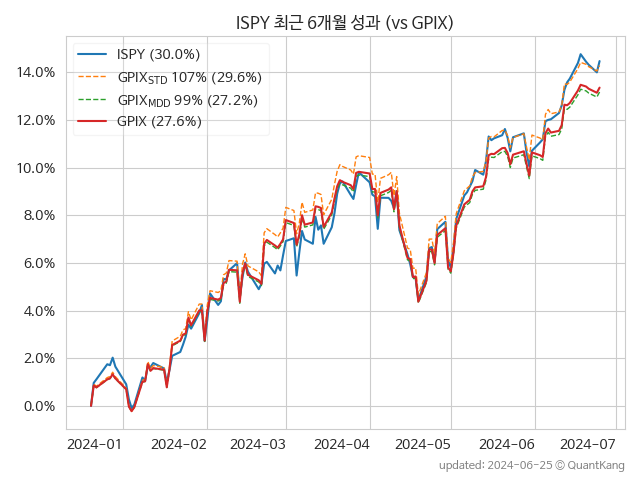 ISPY 최근 6개월 성과 (vs GPIX)
ISPY (30.0%)
GPIXSTD 107% (29.6%)
GPIXMDD 99% (27.2%)
GPIX (27.6%)
14.0%
12.0%
10.0%
8.0%
6.0%
4.0%
2.0%
0.0%
2024-01 2024-02 2024-03 2024-04 2024-05 2024-06 2024-07
updated: 2024-06-25 © QuantKang